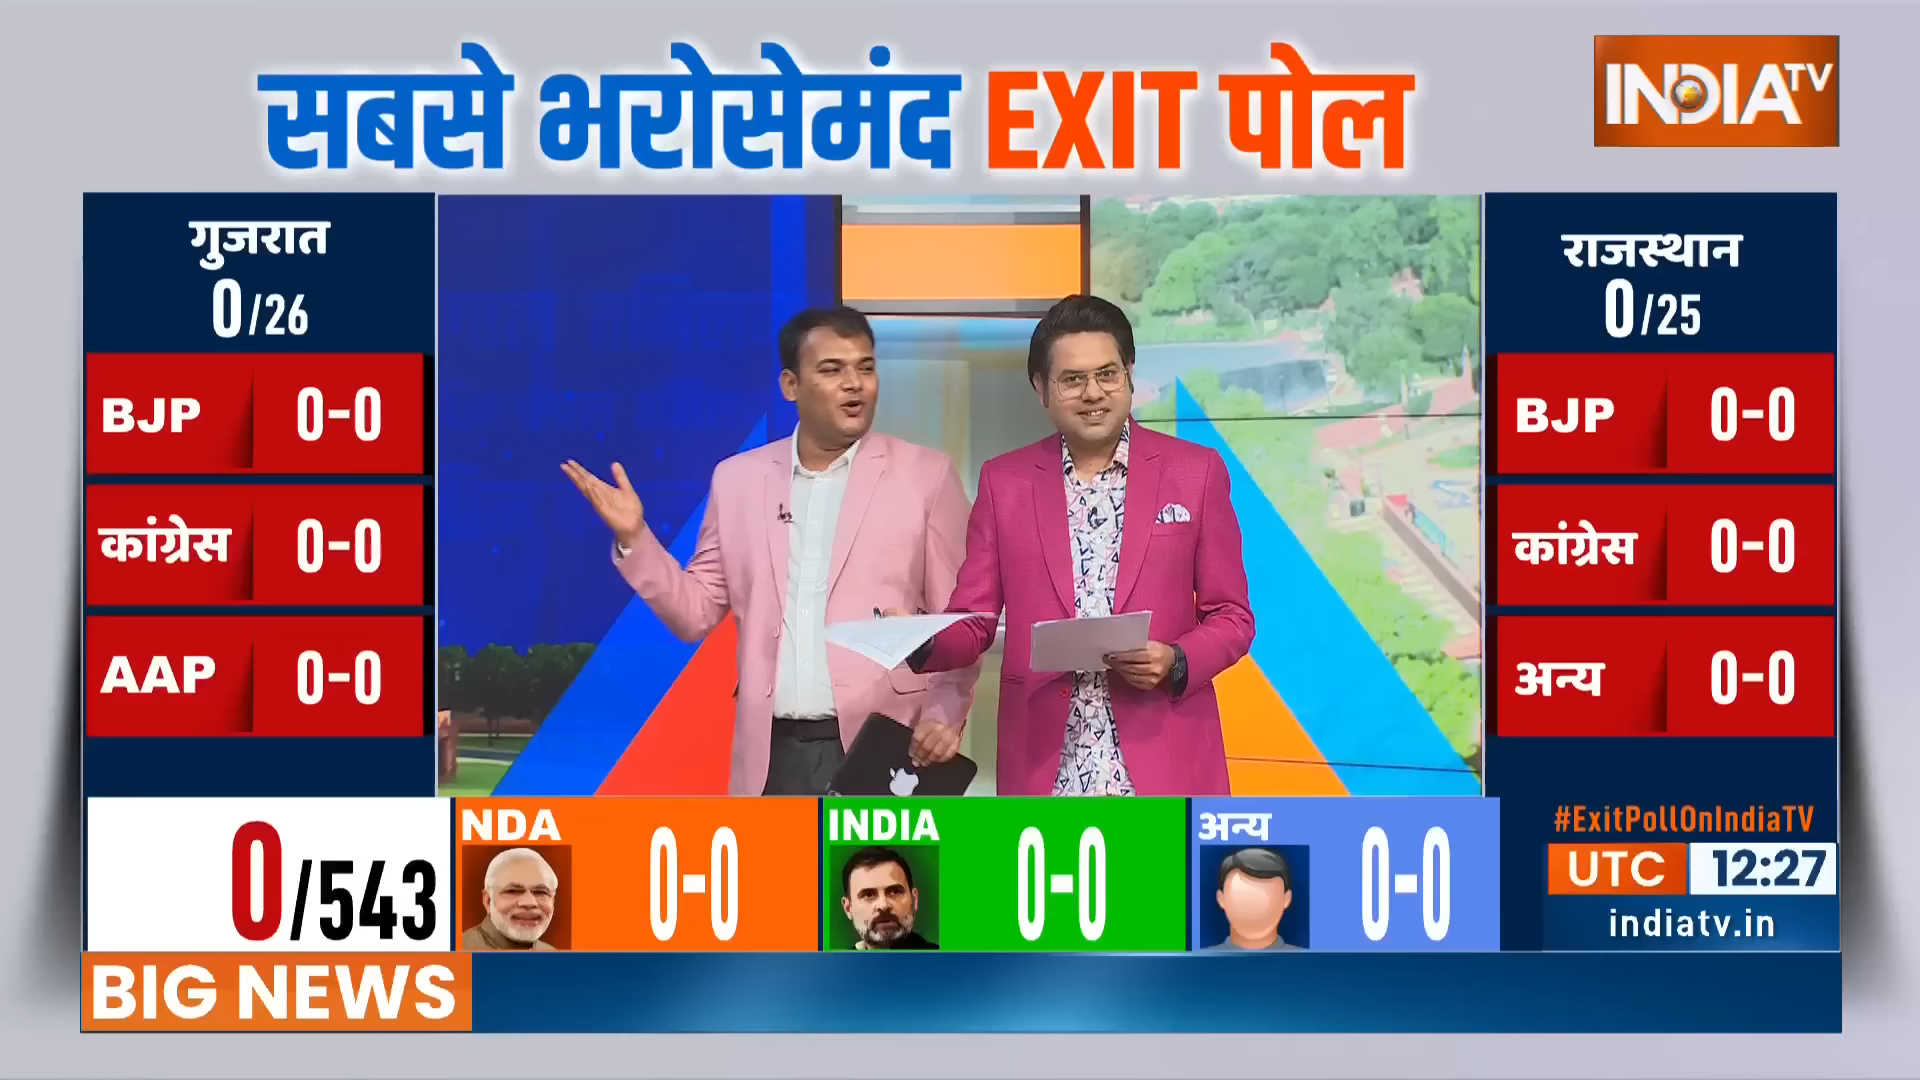 सबसे भरोसेमंद EXIT पोल
INDIA TV
गुजरात
0/26
BJP 0-0
कांग्रेस 0-0
AAP 0-0
राजस्थान
0/25
BJP 0-0
कांग्रेस 0-0
अन्य 0-0
0/543
NDA 0-0
INDIA 0-0
अन्य 0-0
#ExitPollOnIndiaTV
UTC 12:27
indiatv.in
BIG NEWS